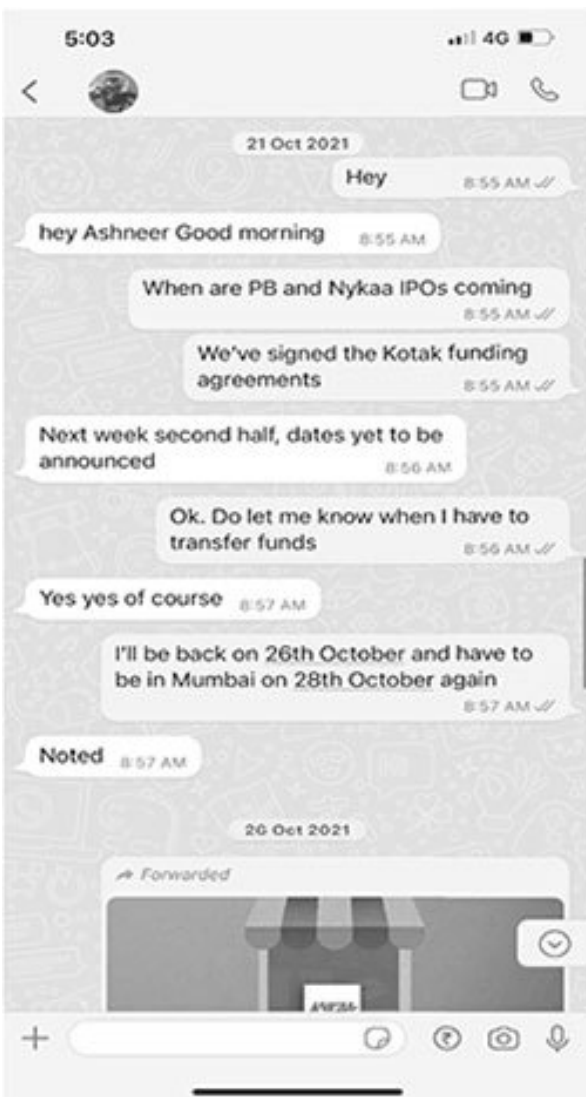 5:03
4G
21 Oct 2021
Hey
8:55 AM
hey Ashneer Good morning
8:55 AM
When are PB and Nykaa IPOs coming
8:55 AM
We've signed the Kotak funding
agreements
8:55 AM
Next week second half, dates yet to be
announced
8:56 AM
Ok. Do let me know when I have to
transfer funds
8:56 AM
Yes yes of course
8:57 AM
I'll be back on 26th October and have to
be in Mumbai on 28th October again
8:57 AM
Noted
8:57 AM
26 Oct 2021
Forwarded
₹